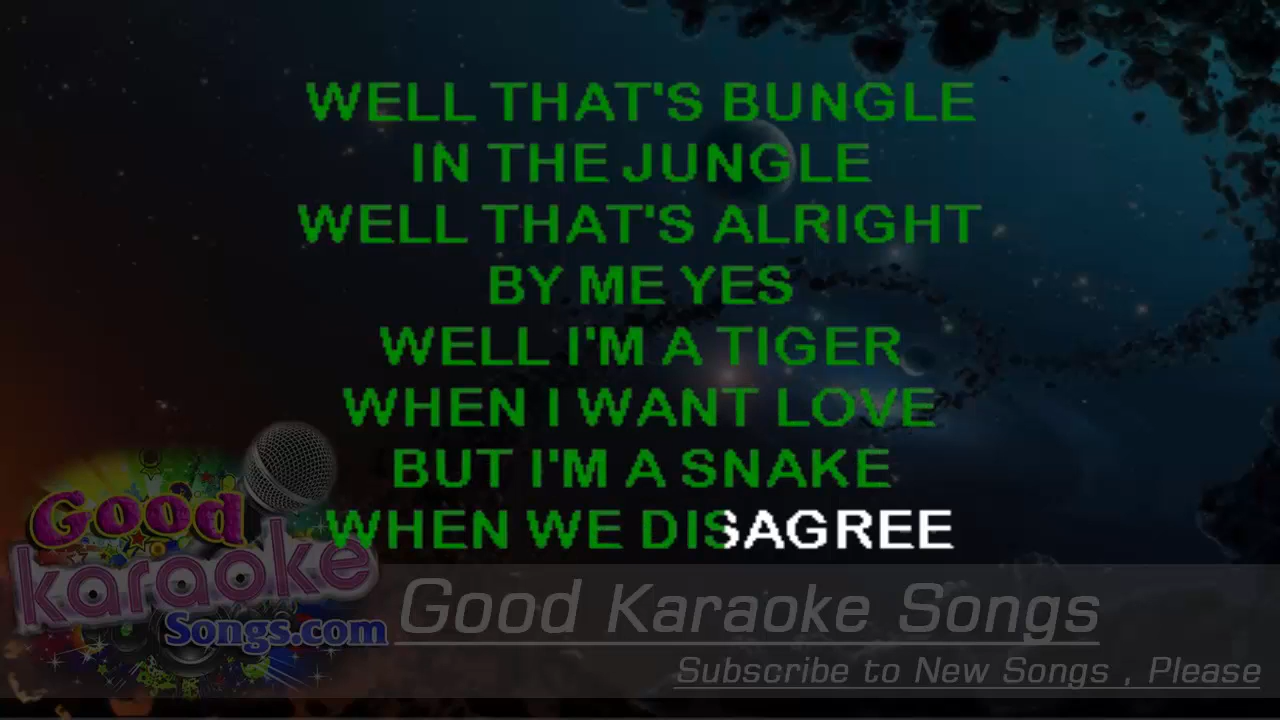 WELL THAT'S BUNGLE
IN THE JUNGLE
WELL THAT'S ALRIGHT
BY ME YES
WELL I'M A TIGER
WHEN I WANT LOVE
BUT I'M A SNAKE
WHEN WE DISAGREE
Good
karaoke
Songs.com
Good Karaoke Songs
Subscribe to New Songs , Please